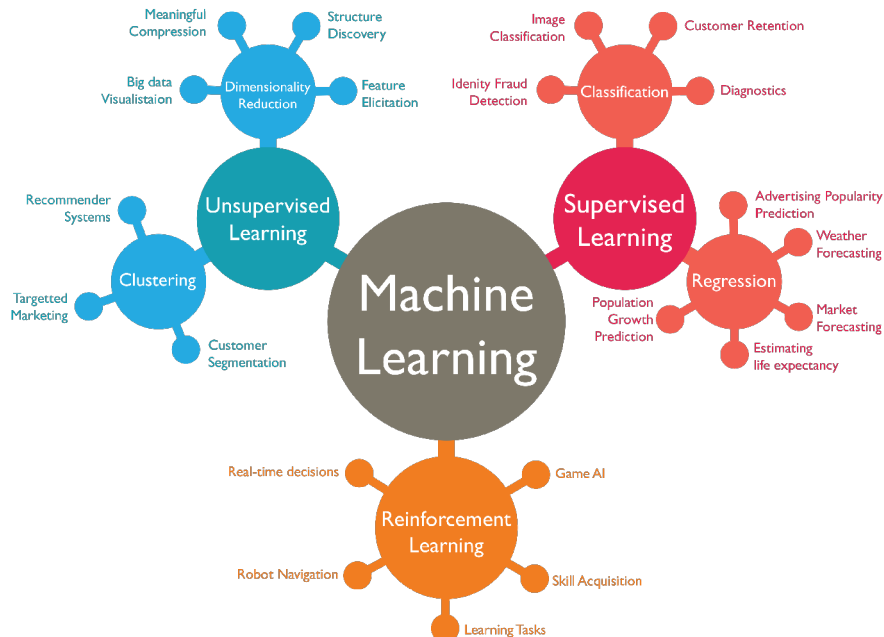 Machine
Learning
Unsupervised
Learning
Dimensionality
Reduction
Meaningful
Compression
Structure
Discovery
Big data
Visualistaion
Feature
Elicitation
Clustering
Recommender
Systems
Targetted
Marketing
Customer
Segmentation
Supervised
Learning
Classification
Image
Classification
Customer Retention
Idenity Fraud
Detection
Diagnostics
Regression
Advertising Popularity
Prediction
Weather
Forecasting
Population
Growth
Prediction
Market
Forecasting
Estimating
life expectancy
Reinforcement
Learning
Real-time decisions
Game AI
Robot Navigation
Skill Acquisition
Learning Tasks